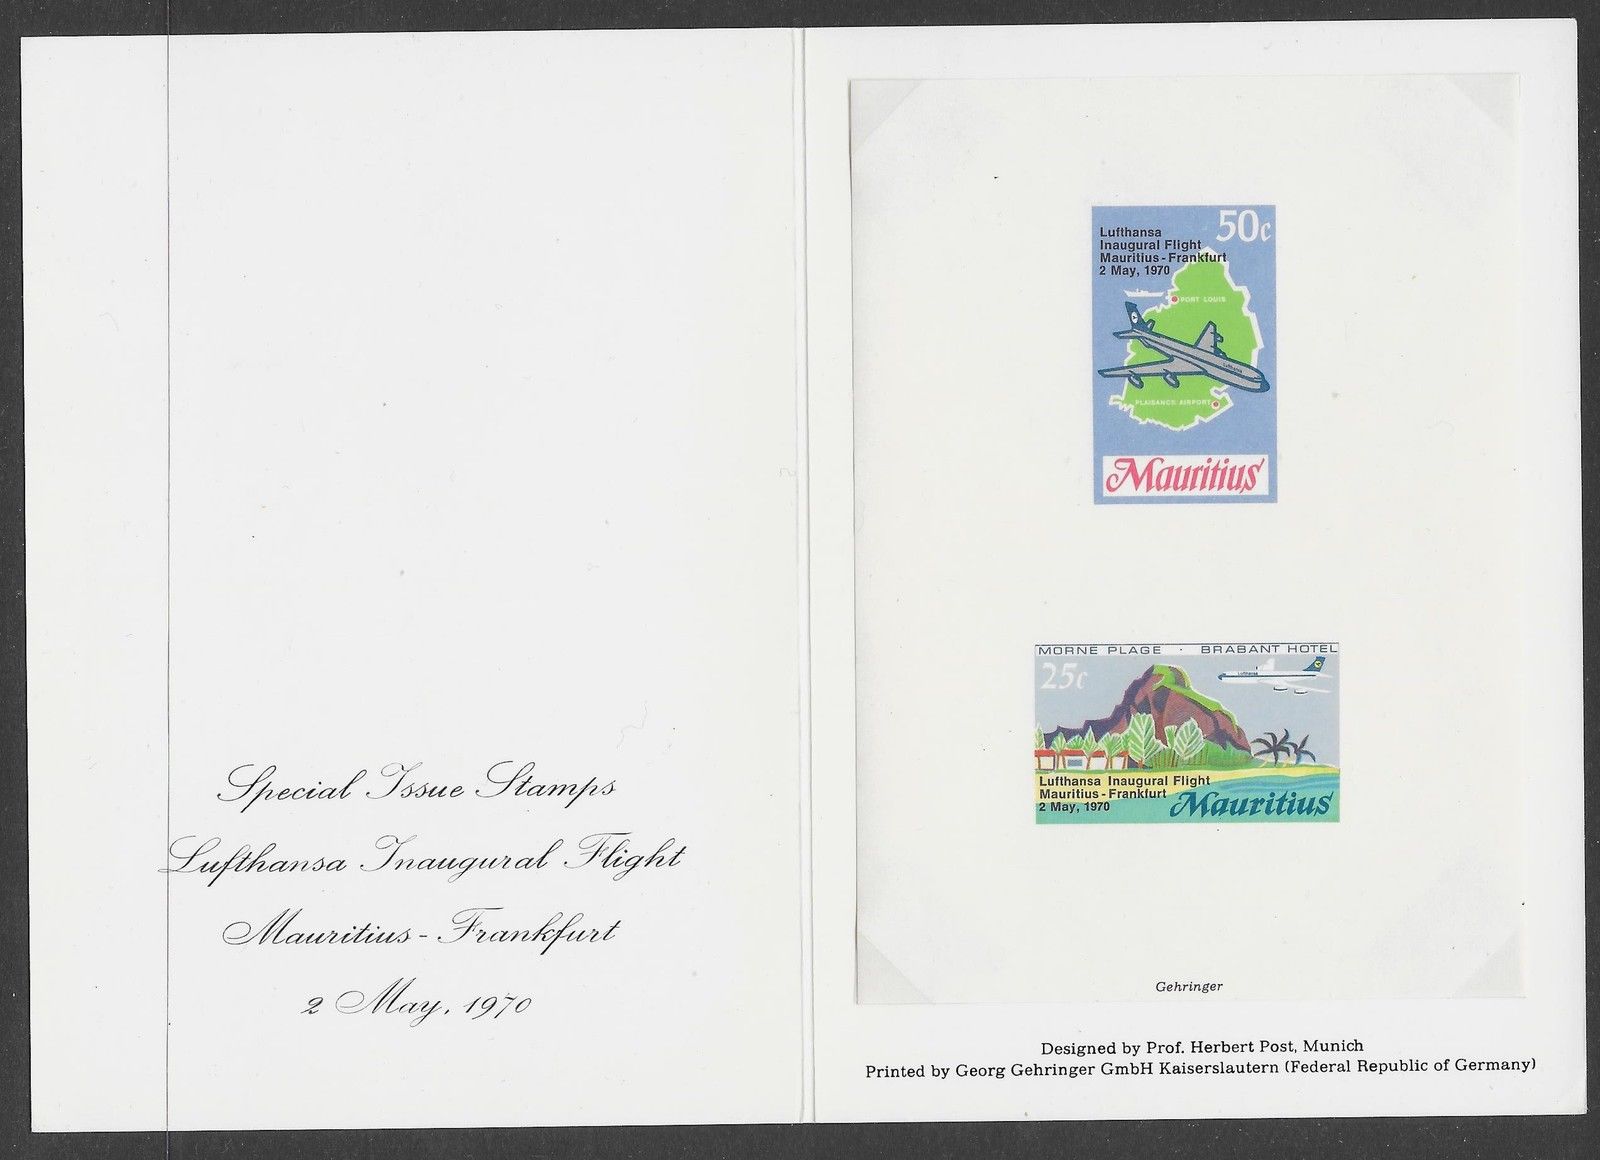 Special Issue Stamps
Lufthansa Inaugural Flight
Mauritius - Frankfurt
2 May, 1970
50c
Lufthansa
Inaugural Flight
Mauritius - Frankfurt
2 May, 1970
PORT LOUIS
Lufthansa
PLAISANCE AIRPORT
Mauritius
MORNE PLAGE · BRABANT HOTEL
25c
Lufthansa
Lufthansa Inaugural Flight
Mauritius - Frankfurt
2 May, 1970
Mauritius
Gehringer
Designed by Prof. Herbert Post, Munich
Printed by Georg Gehringer GmbH Kaiserslautern (Federal Republic of Germany)